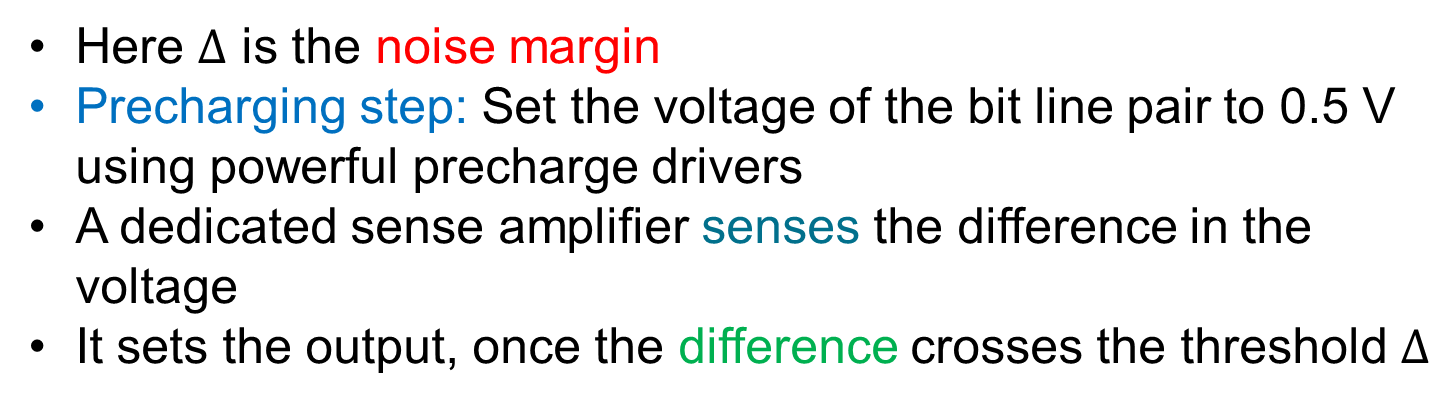 • Here Δ is the noise margin
• Precharging step: Set the voltage of the bit line pair to 0.5 V
using powerful precharge drivers
• A dedicated sense amplifier senses the difference in the
voltage
• It sets the output, once the difference crosses the threshold Δ